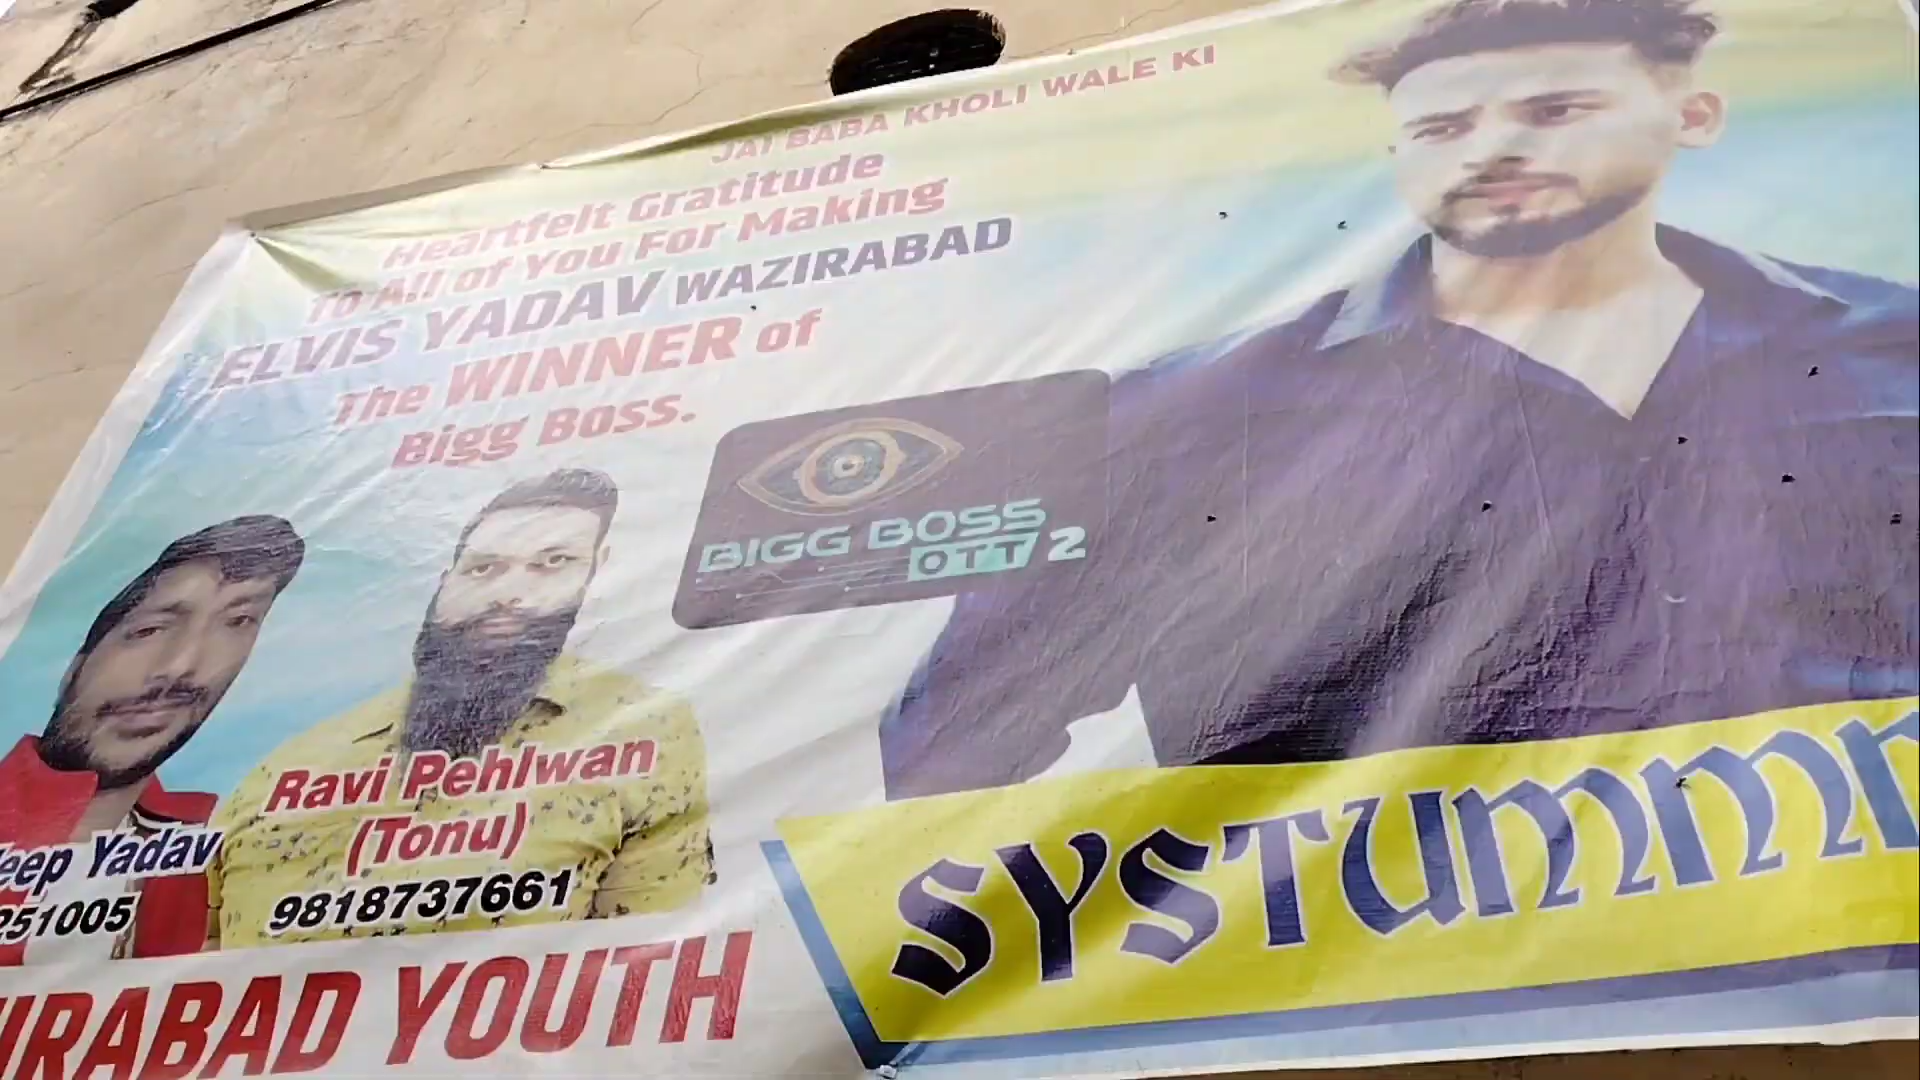 JAI BABA KHOLI WALE KI
Heartfelt Gratitude
To All of You For Making
ELVIS YADAV WAZIRABAD
The WINNER of
Bigg Boss.
BIGG BOSS
OTT 2
eep Yadav
251005
Ravi Pehlwan
(Tonu)
9818737661
IRABAD YOUTH
SYSTUMM